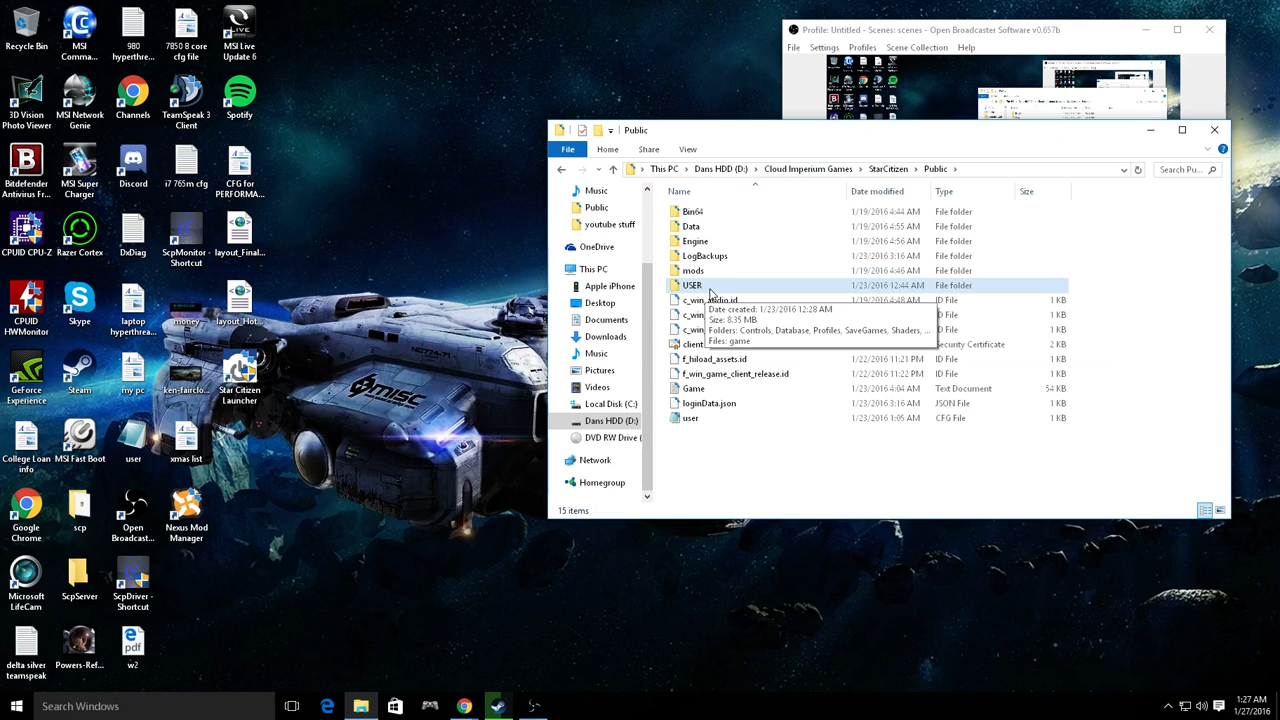 Recycle Bin
MSI Comma...
980 hyperthre...
7850 8 core cfg file
MSI Live Update 6
3D Vision Photo Viewer
MSI Network Genie
Channels
TeamSpeak 3 Client
Spotify
Bitdefender Antivirus Fr...
MSI Super Charger
Discord
i7 765m cfg
CFG for PERFORMA...
CPUID CPU-Z
Razer Cortex
DxDiag
ScpMonitor - Shortcut
layout_Final...
CPUID HWMonitor
Skype
laptop hyperthrea...
money
layout_Hot...
GeForce Experience
Steam
my pc
ken-fairclo...
Star Citizen Launcher
College Loan info
MSI Fast Boot
user
xmas list
Google Chrome
scp
Open Broadcast...
Nexus Mod Manager
Microsoft LifeCam
ScpServer
ScpDriver - Shortcut
delta silver teamspeak
Powers-Ref...
w2
Profile: Untitled - Scenes: scenes - Open Broadcaster Software v0.657b
File Settings Profiles Scene Collection Help
Public
File Home Share View
This PC Dans HDD (D:) Cloud Imperium Games StarCitizen Public
Search Pu...
Music
Public
youtube stuff
OneDrive
This PC
Apple iPhone
Desktop
Documents
Downloads
Music
Pictures
Videos
Local Disk (C:)
Dans HDD (D:)
DVD RW Drive (
Network
Homegroup
Name Date modified Type Size
Bin64 1/19/2016 4:44 AM File folder
Data 1/19/2016 4:55 AM File folder
Engine 1/19/2016 4:56 AM File folder
LogBackups 1/23/2016 3:16 AM File folder
mods 1/19/2016 4:46 AM File folder
USER 1/23/2016 12:44 AM File folder
c_win_audio.id 1/19/2016 4:48 AM ID File 1 KB
c_win ID File 1 KB
c_win ID File 1 KB
client Security Certificate 1 KB
Date created: 1/23/2016 12:28 AM
Size: 8.35 MB
Folders: Controls, Database, Profiles, SaveGames, Shaders, ...
Files: game
f_hiload_assets.id 1/22/2016 11:21 PM ID File 1 KB
f_win_game_client_release.id 1/22/2016 11:22 PM ID File 1 KB
Game 1/23/2016 4:04 AM Text Document 54 KB
loginData.json 1/23/2016 3:16 AM JSON File 1 KB
user 1/23/2016 1:05 AM CFG File 1 KB
15 items
MISC
Search Windows
1:27 AM
1/27/2016